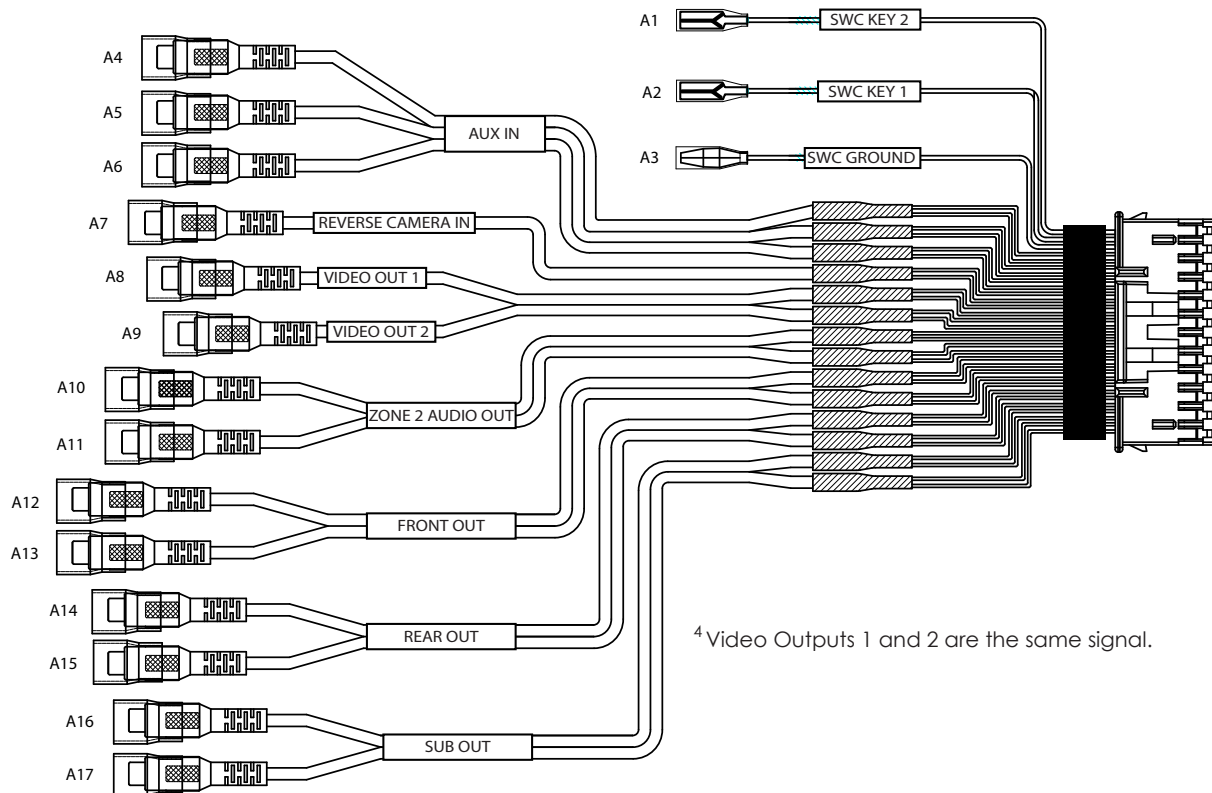 A1
SWC KEY 2
A4
A2
SWC KEY 1
A5
AUX IN
A3
SWC GROUND
A6
A7
REVERSE CAMERA IN
A8
VIDEO OUT 1
A9
VIDEO OUT 2
A10
ZONE 2 AUDIO OUT
A11
A12
FRONT OUT
A13
A14
REAR OUT
A15
4 Video Outputs 1 and 2 are the same signal.
A16
SUB OUT
A17